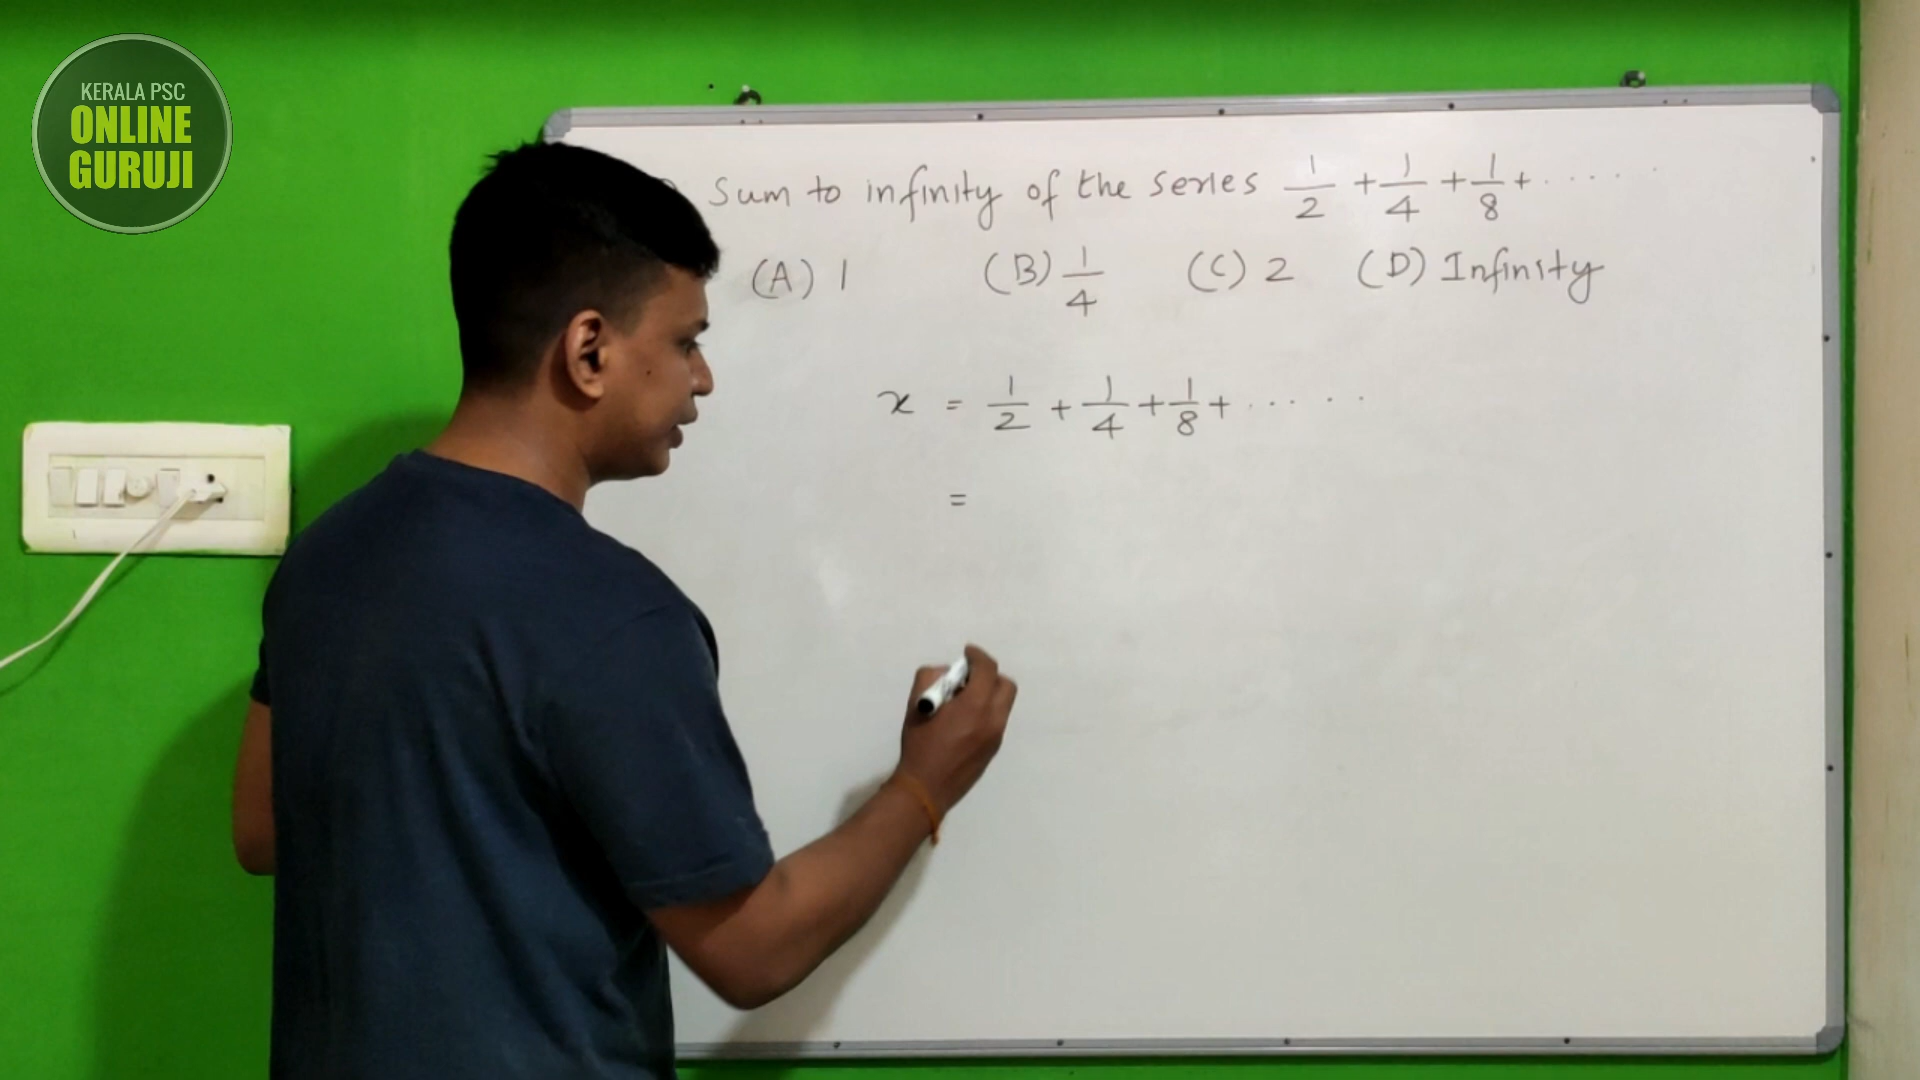 KERALA PSC
ONLINE
GURUJI
Sum to infinity of the series 1/2 + 1/4 + 1/8 + .....
(A) 1 (B) 1/4 (C) 2 (D) Infinity
x = 1/2 + 1/4 + 1/8 + .....
=